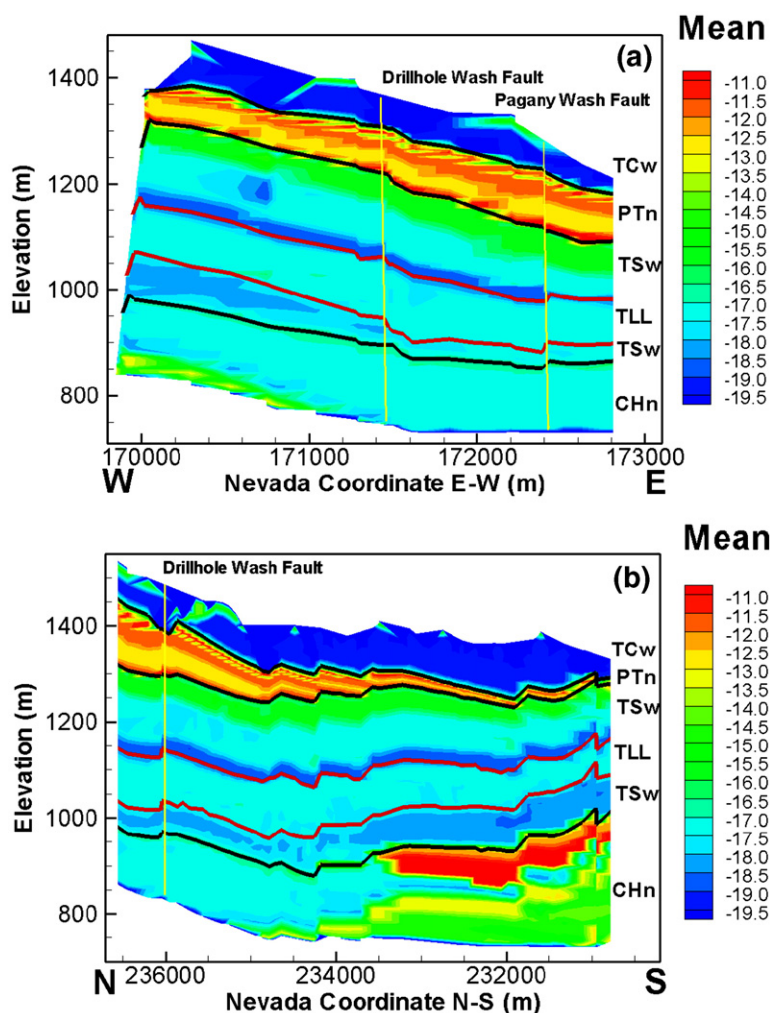 Mean
(a)
Drillhole Wash Fault
Pagany Wash Fault
1400
1200
1000
800
Elevation (m)
TCw
PTn
TSw
TLL
TSw
CHn
-11.0
-11.5
-12.0
-12.5
-13.0
-13.5
-14.0
-14.5
-15.0
-15.5
-16.0
-16.5
-17.0
-17.5
-18.0
-18.5
-19.0
-19.5
170000 171000 172000 173000
W Nevada Coordinate E-W (m) E
Mean
(b)
Drillhole Wash Fault
1400
1200
1000
800
Elevation (m)
TCw
PTn
TSw
TLL
TSw
CHn
-11.0
-11.5
-12.0
-12.5
-13.0
-13.5
-14.0
-14.5
-15.0
-15.5
-16.0
-16.5
-17.0
-17.5
-18.0
-18.5
-19.0
-19.5
236000 234000 232000
N Nevada Coordinate N-S (m) S